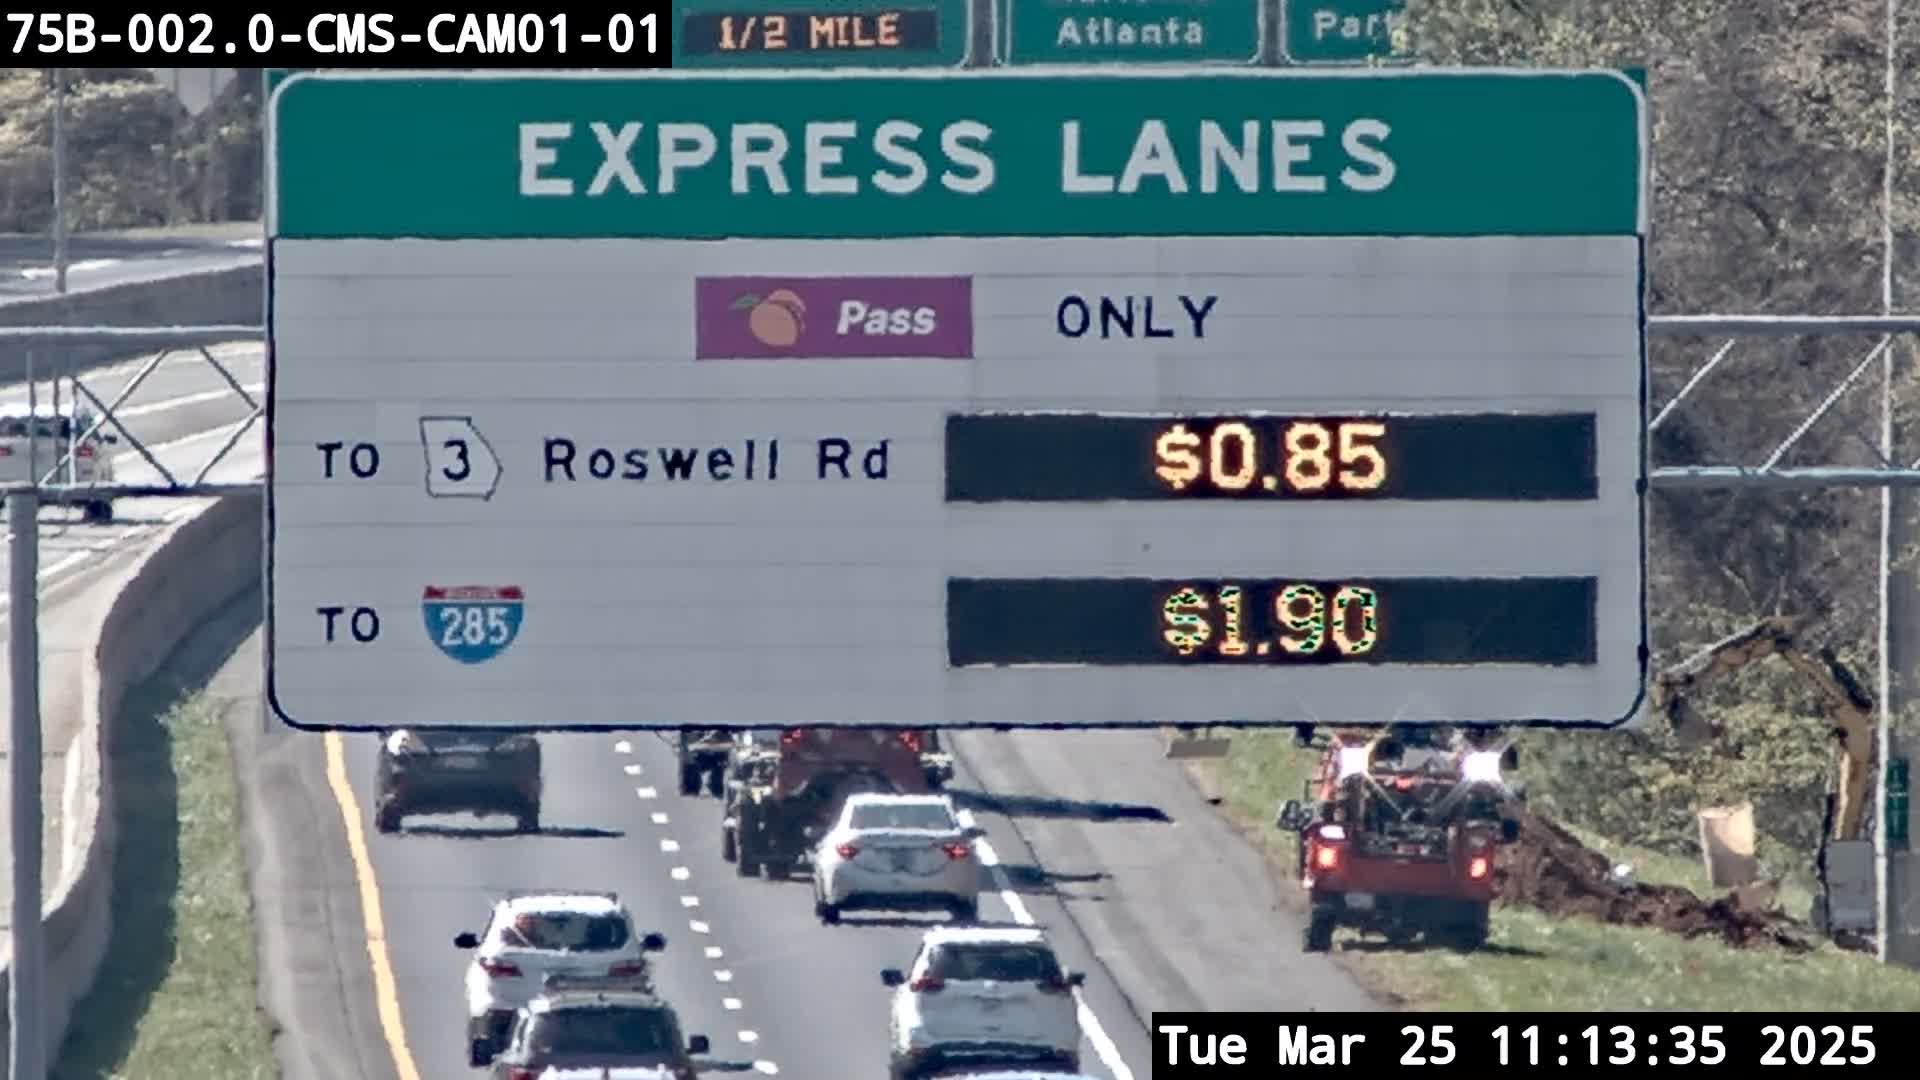 75B-002.0-CMS-CAM01-01
1/2 MILE
Atlanta
EXPRESS LANES
Pass ONLY
TO 3 Roswell Rd $0.85
TO 285 $1.90
Tue Mar 25 11:13:35 2025